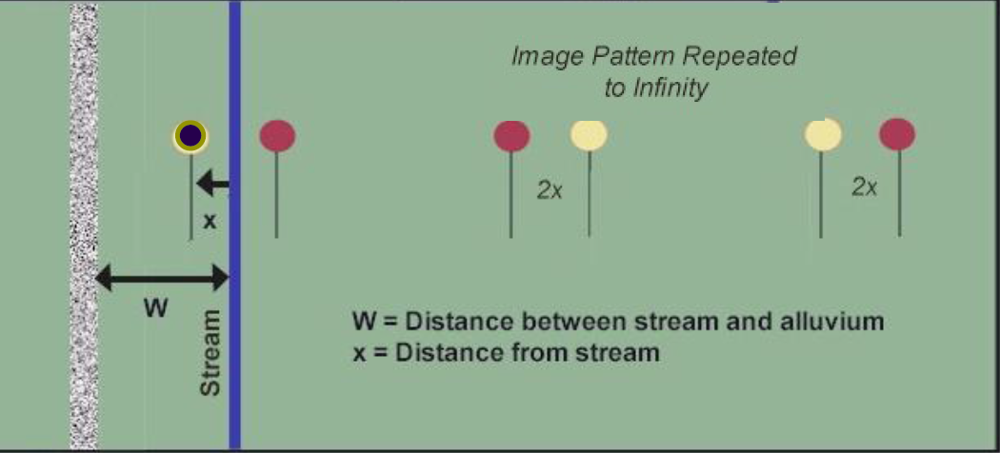 Image Pattern Repeated
to Infinity
2x
2x
x
W
Stream
W = Distance between stream and alluvium
x = Distance from stream